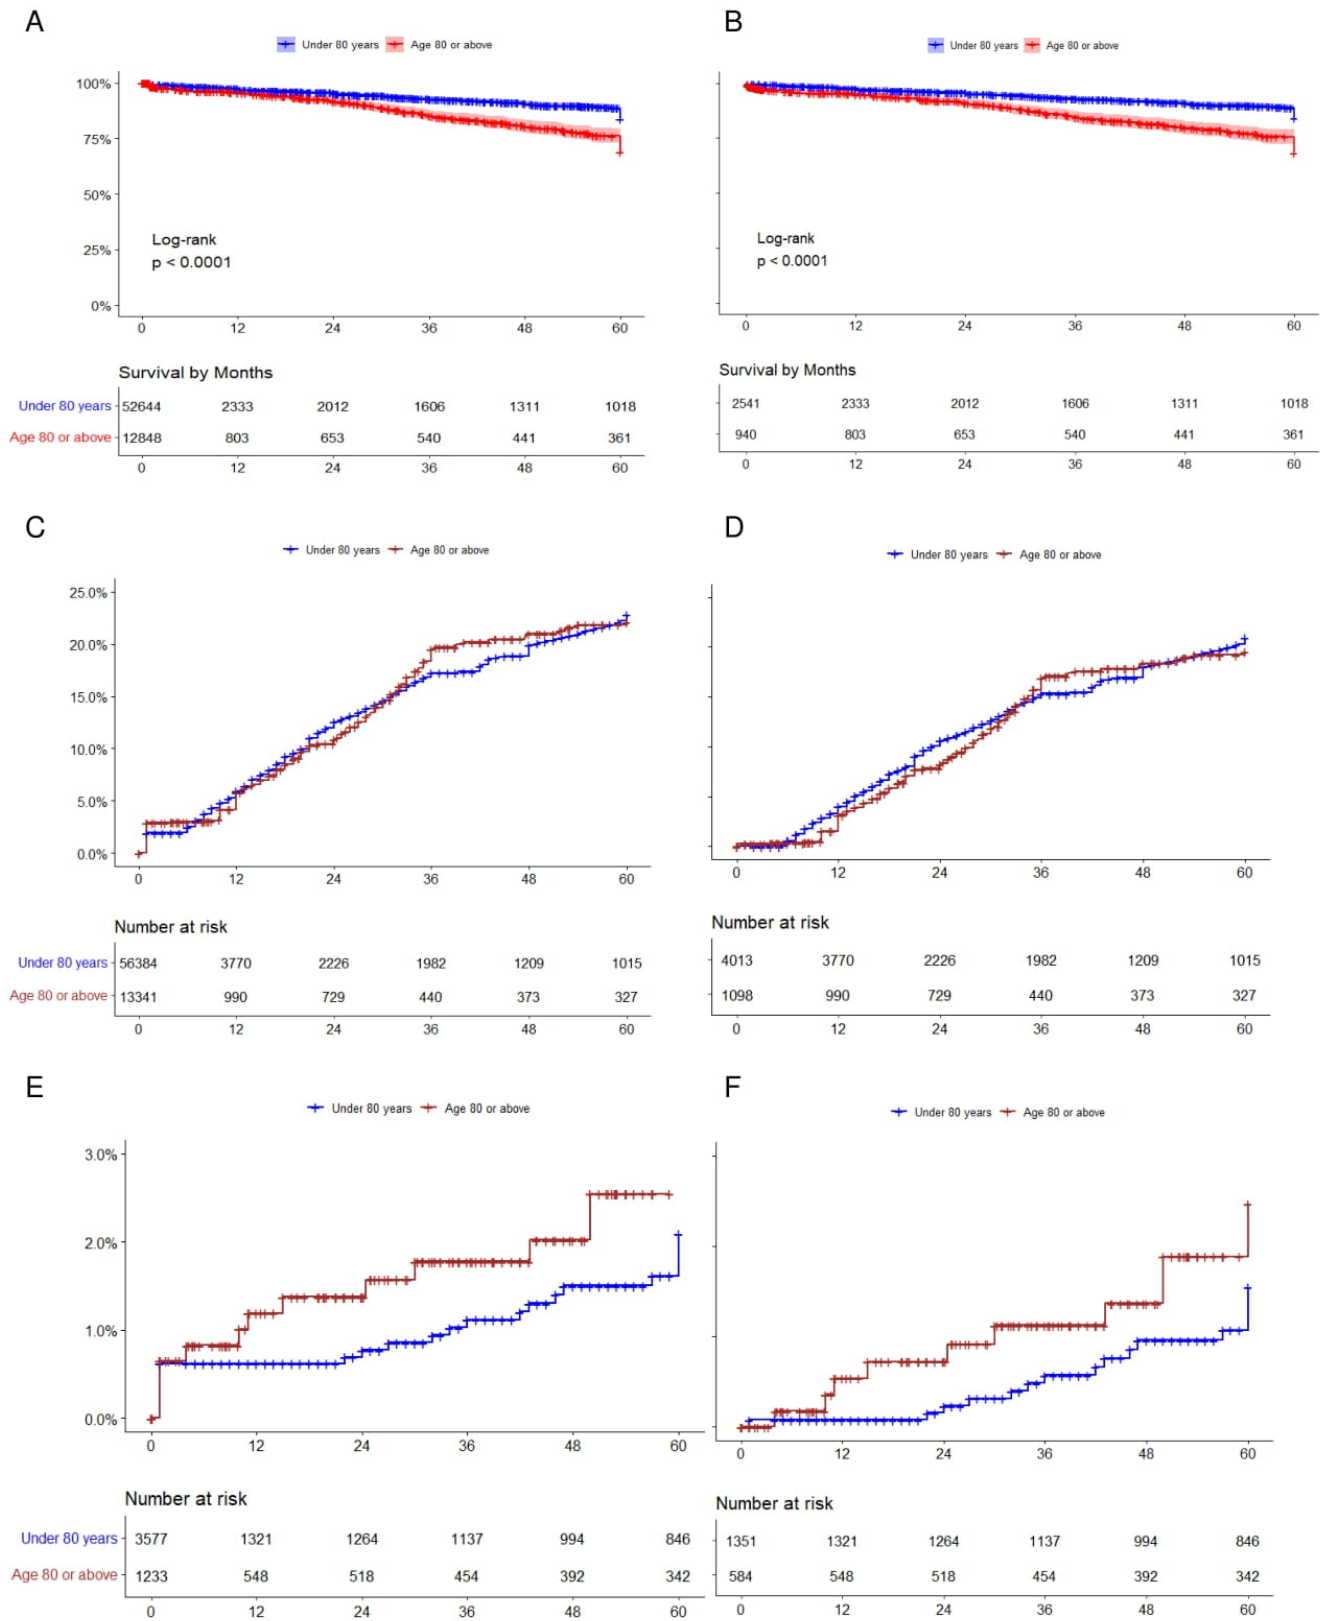 A
Under 80 years Age 80 or above
100%
75%
50%
25%
0%
Log-rank
p < 0.0001
0 12 24 36 48 60
Survival by Months
Under 80 years 52644 2333 2012 1606 1311 1018
Age 80 or above 12848 803 653 540 441 361
0 12 24 36 48 60
B
Under 80 years Age 80 or above
Log-rank
p < 0.0001
0 12 24 36 48 60
Survival by Months
2541 2333 2012 1606 1311 1018
940 803 653 540 441 361
0 12 24 36 48 60
C
Under 80 years Age 80 or above
25.0%
20.0%
15.0%
10.0%
5.0%
0.0%
0 12 24 36 48 60
Number at risk
Under 80 years 56384 3770 2226 1982 1209 1015
Age 80 or above 13341 990 729 440 373 327
0 12 24 36 48 60
D
Under 80 years Age 80 or above
0 12 24 36 48 60
Number at risk
4013 3770 2226 1982 1209 1015
1098 990 729 440 373 327
0 12 24 36 48 60
E
Under 80 years Age 80 or above
3.0%
2.0%
1.0%
0.0%
0 12 24 36 48 60
Number at risk
Under 80 years 3577 1321 1264 1137 994 846
Age 80 or above 1233 548 518 454 392 342
0 12 24 36 48 60
F
Under 80 years Age 80 or above
0 12 24 36 48 60
Number at risk
1351 1321 1264 1137 994 846
584 548 518 454 392 342
0 12 24 36 48 60